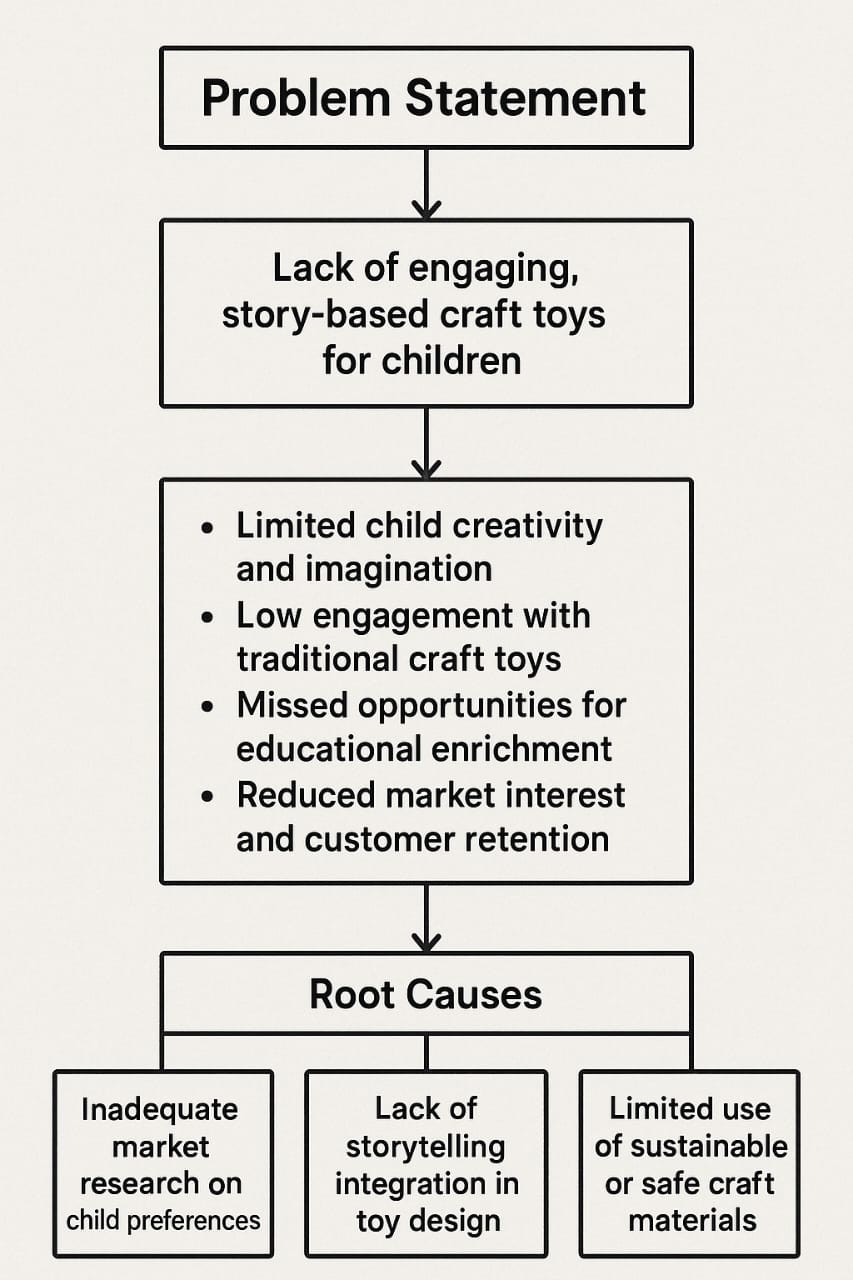 Problem Statement
Lack of engaging,
story-based craft toys
for children
• Limited child creativity
and imagination
• Low engagement with
traditional craft toys
• Missed opportunities for
educational enrichment
• Reduced market interest
and customer retention
Root Causes
Inadequate
market
research on
child preferences
Lack of
storytelling
integration in
toy design
Limited use
of sustainable
or safe craft
materials